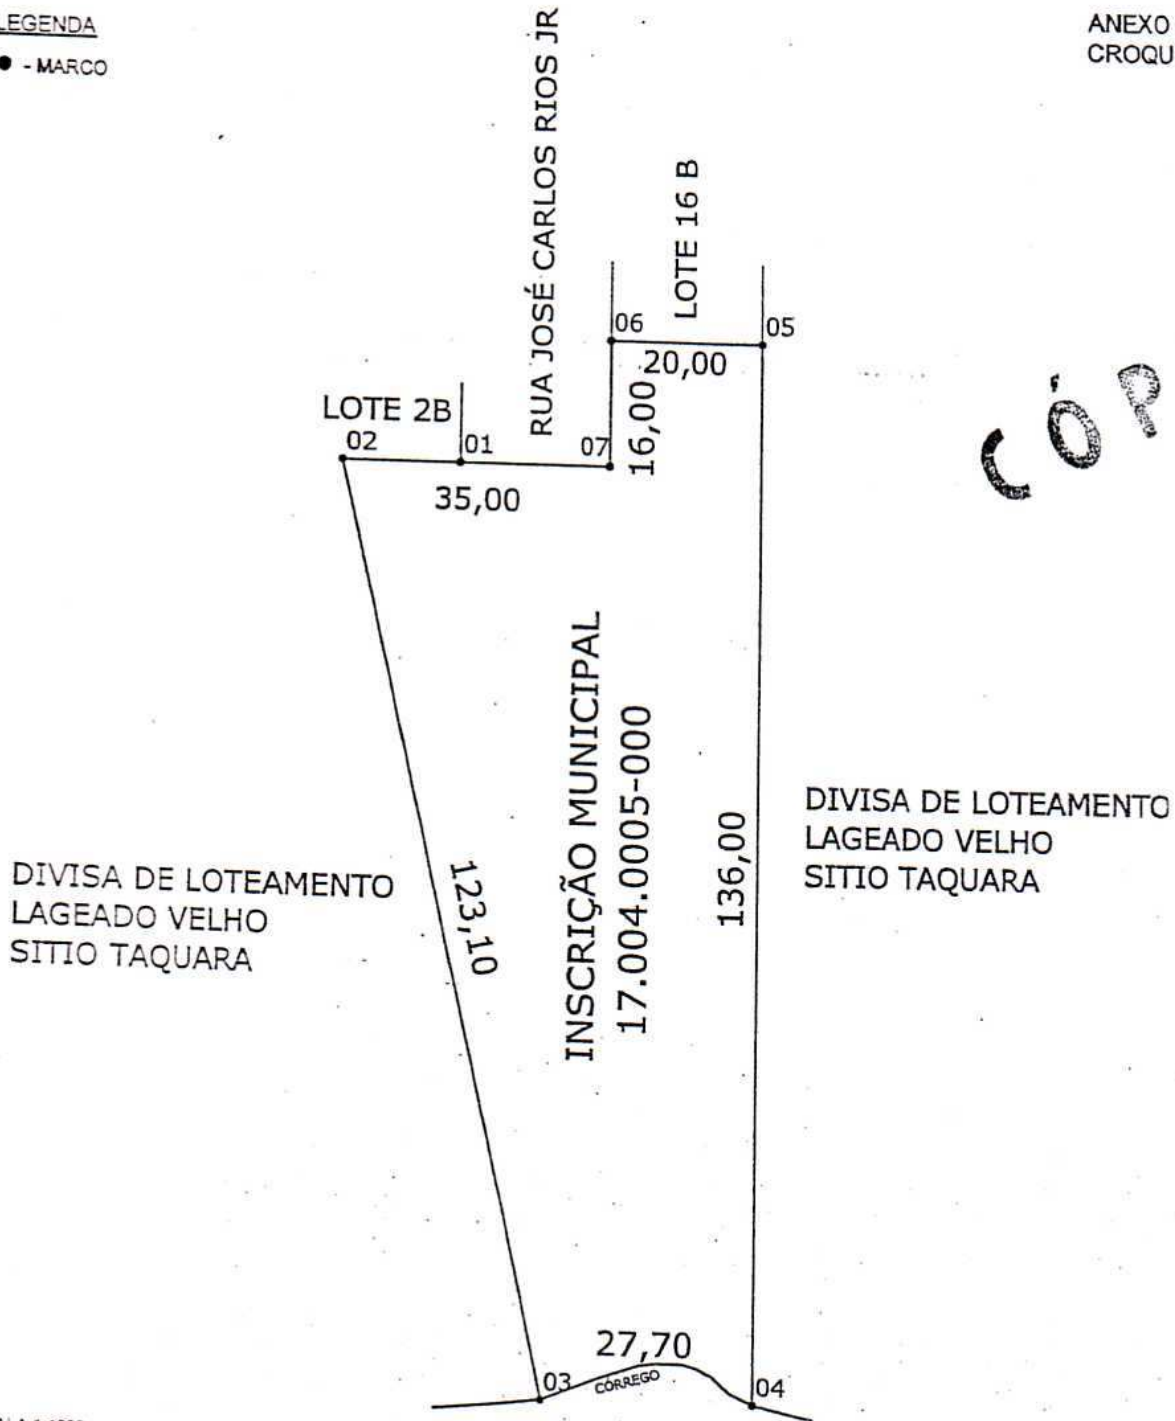 LEGENDA
- MARCO
ANEXO
CROQU
RUA JOSÉ CARLOS RIOS JR
LOTE 16 B
06
05
20,00
16,00
LOTE 2B
02
01
07
35,00
CÓP
INSCRIÇÃO MUNICIPAL
17.004.0005-000
136,00
123,10
DIVISA DE LOTEAMENTO
LAGEADO VELHO
SITIO TAQUARA
DIVISA DE LOTEAMENTO
LAGEADO VELHO
SITIO TAQUARA
27,70
CORREGO
03
04